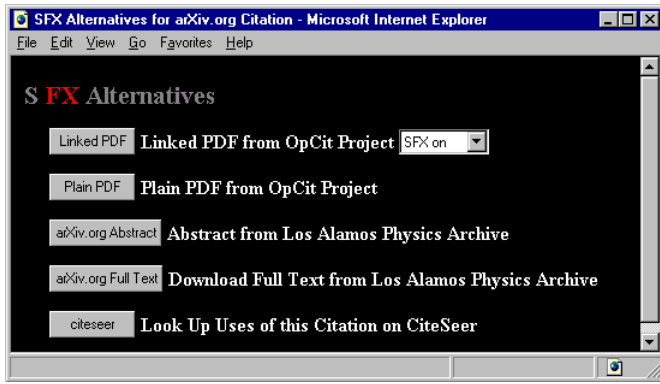 SFX Alternatives for arXiv.org Citation - Microsoft Internet Explorer
File Edit View Go Favorites Help
S FX Alternatives
Linked PDF Linked PDF from OpCit Project SFX on
Plain PDF Plain PDF from OpCit Project
arXiv.org Abstract Abstract from Los Alamos Physics Archive
arXiv.org Full Text Download Full Text from Los Alamos Physics Archive
citeseer Look Up Uses of this Citation on CiteSeer